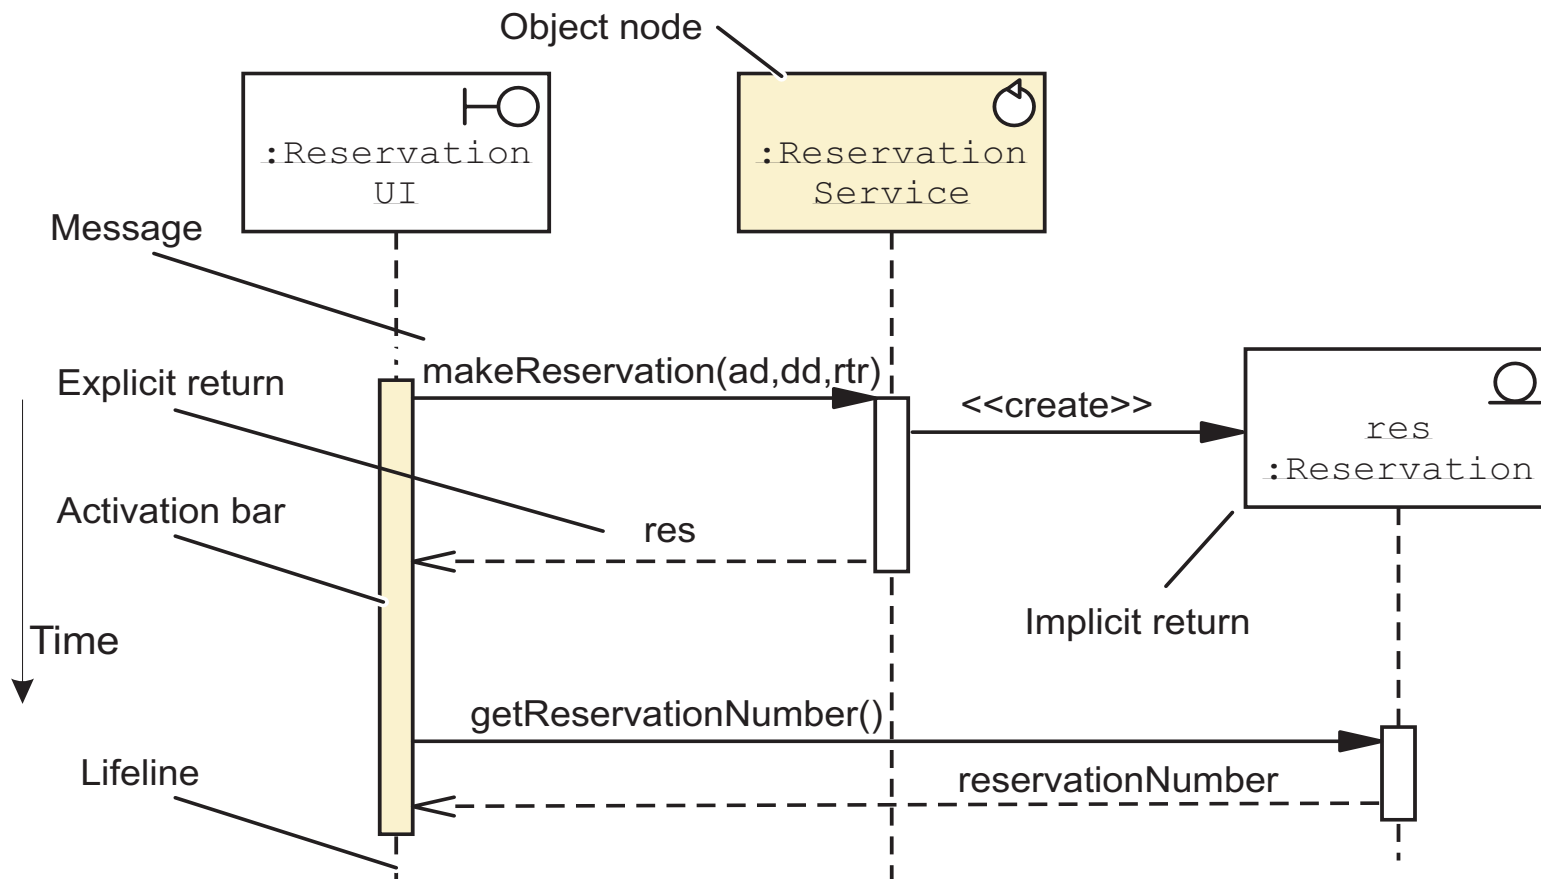 Object node
:Reservation
UI
:Reservation
Service
Message
makeReservation(ad,dd,rtr)
Explicit return
<<create>>
res
:Reservation
Activation bar
res
Implicit return
Time
getReservationNumber()
Lifeline
reservationNumber